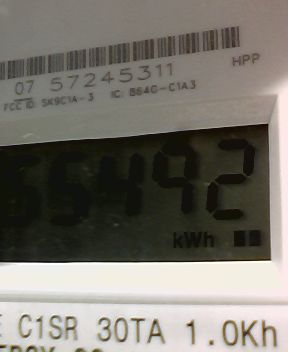 HPP
07 57245311
FCC ID: SK9C1A-3 IC: 864G-C1A3
55492
kWh
C1SR 30TA 1.0Kh